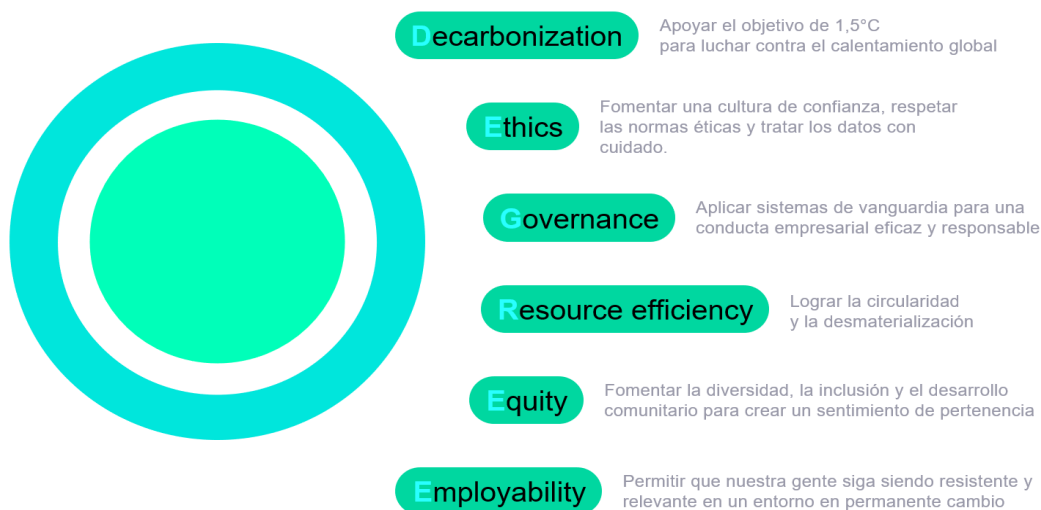 Decarbonization
Apoyar el objetivo de 1,5°C
para luchar contra el calentamiento global
Ethics
Fomentar una cultura de confianza, respetar
las normas éticas y tratar los datos con
cuidado.
Governance
Aplicar sistemas de vanguardia para una
conducta empresarial eficaz y responsable
Resource efficiency
Lograr la circularidad
y la desmaterialización
Equity
Fomentar la diversidad, la inclusión y el desarrollo
comunitario para crear un sentimiento de pertenencia
Employability
Permitir que nuestra gente siga siendo resistente y
relevante en un entorno en permanente cambio